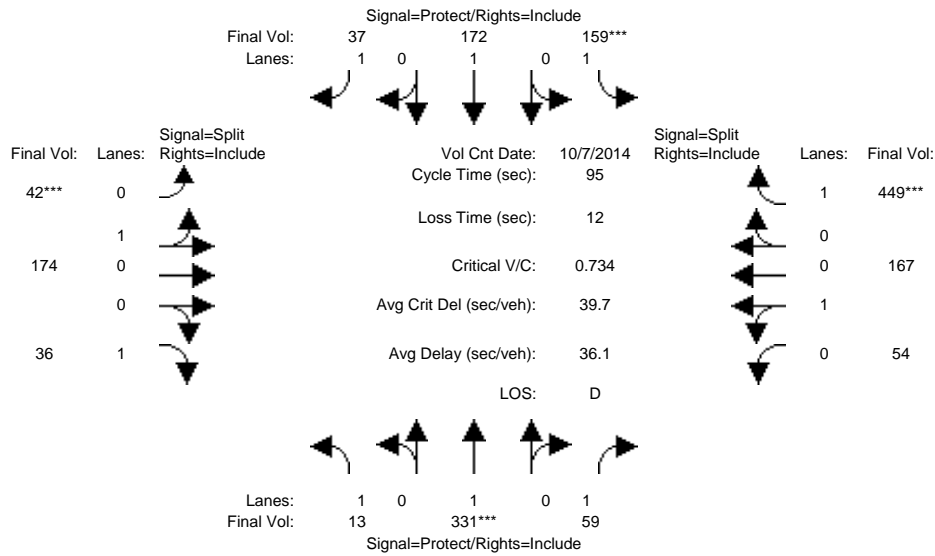 Signal=Protect/Rights=Include
Final Vol: 37 172 159***
Lanes: 1 0 1 0 1
Signal=Split
Final Vol: Lanes: Rights=Include
Vol Cnt Date: 10/7/2014
Signal=Split
Rights=Include Lanes: Final Vol:
Cycle Time (sec): 95
42*** 0
1 449***
Loss Time (sec): 12
1
0
174 0
Critical V/C: 0.734
0 167
0
Avg Crit Del (sec/veh): 39.7
1
36 1
Avg Delay (sec/veh): 36.1
0 54
LOS: D
Lanes: 1 0 1 0 1
Final Vol: 13 331*** 59
Signal=Protect/Rights=Include